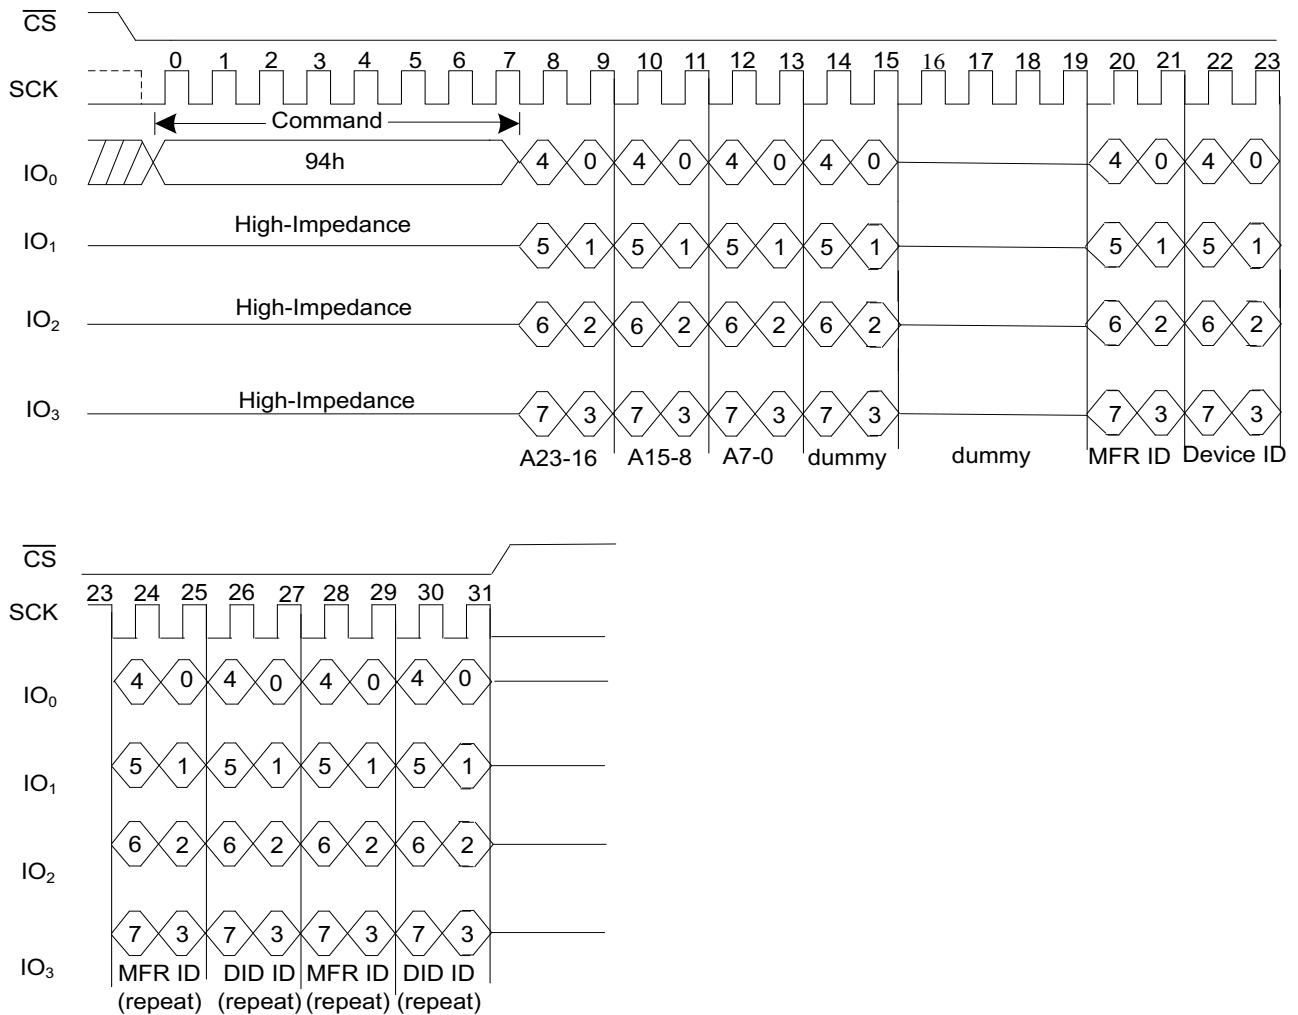 CS
0 1 2 3 4 5 6 7 8 9 10 11 12 13 14 15 16 17 18 19 20 21 22 23
SCK
Command
IO0 94h 4 0 4 0 4 0 4 0 4 0 4 0
High-Impedance
IO1 5 1 5 1 5 1 5 1 5 1 5 1
High-Impedance
IO2 6 2 6 2 6 2 6 2 6 2 6 2
High-Impedance
IO3 7 3 7 3 7 3 7 3 7 3 7 3
A23-16 A15-8 A7-0 dummy dummy MFR ID Device ID
CS
23 24 25 26 27 28 29 30 31
SCK
IO0 4 0 4 0 4 0 4 0
IO1 5 1 5 1 5 1 5 1
IO2 6 2 6 2 6 2 6 2
IO3 7 3 7 3 7 3 7 3
MFR ID DID ID MFR ID DID ID
(repeat) (repeat) (repeat) (repeat)